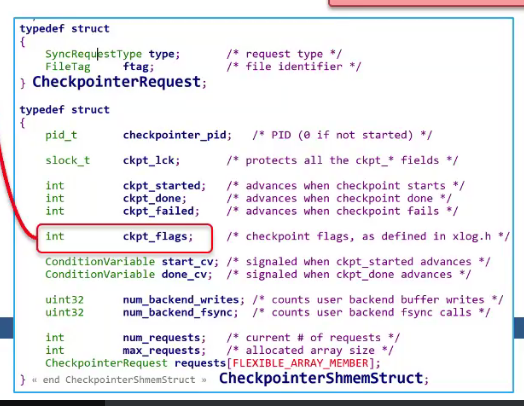 typedef struct
{
SyncRequestType type; /* request type */
FileTag ftag; /* file identifier */
} CheckpointerRequest;
typedef struct
{
pid_t checkpointer_pid; /* PID (0 if not started) */
slock_t ckpt_lck; /* protects all the ckpt_* fields */
int ckpt_started; /* advances when checkpoint starts */
int ckpt_done; /* advances when checkpoint done */
int ckpt_failed; /* advances when checkpoint fails */
int ckpt_flags; /* checkpoint flags, as defined in xlog.h */
ConditionVariable start_cv; /* signaled when ckpt_started advances */
ConditionVariable done_cv; /* signaled when ckpt_done advances */
uint32 num_backend_writes; /* counts user backend buffer writes */
uint32 num_backend_fsync; /* counts user backend fsync calls */
int num_requests; /* current # of requests */
int max_requests; /* allocated array size */
CheckpointerRequest requests[FLEXIBLE_ARRAY_MEMBER];
} « end CheckpointerShmemStruct » CheckpointerShmemStruct;